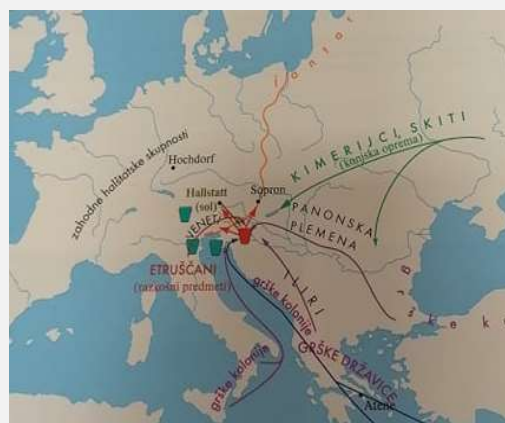 jantar
KIMERIJCI, SKITI
(konjska oprema)
zahodne halštatske skupnosti
Hochdorf
Hallstatt
(sol)
Sopron
PANONSKA
PLEMENA
VENETI
ETRUŠČANI
(razkošni predmeti)
ILIRI
grške kolonije
GRŠKE DRŽAVICE
grške kolonije
Atene